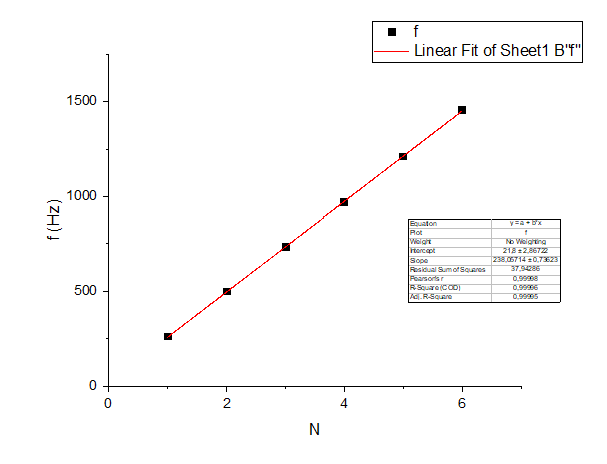 f
Linear Fit of Sheet1 B"f"
1500
1000
500
0
f (Hz)
0 2 4 6
N
Equation y = a + b*x
Plot f
Weight No Weighting
Intercept 21,8 ± 2,86722
Slope 238,05714 ± 0,73623
Residual Sum of Squares 37,94286
Pearson's r 0,99998
R-Square (COD) 0,99996
Adj. R-Square 0,99995